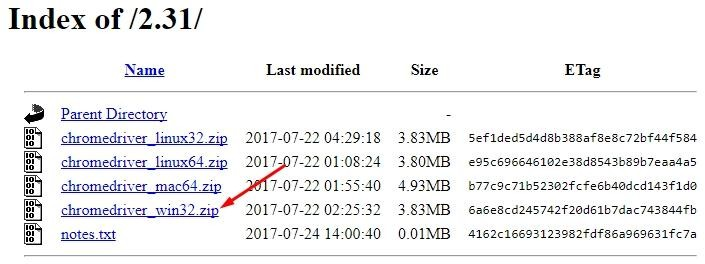 Index of /2.31/
Name Last modified Size ETag
Parent Directory -
chromedriver_linux32.zip 2017-07-22 04:29:18 3.83MB 5ef1ded5d4d8b388af8e8c72bf44f584
chromedriver_linux64.zip 2017-07-22 01:08:24 3.80MB e95c696646102e38d8543b89b7eaa4a5
chromedriver_mac64.zip 2017-07-22 01:55:40 4.93MB b77c9c71b52302fcfe6b40dcd143f1d0
chromedriver_win32.zip 2017-07-22 02:25:32 3.83MB 6a6e8cd245742f20d61b7dac743844fb
notes.txt 2017-07-24 14:00:40 0.01MB 4162c16693123982fdf86a969631fc7a